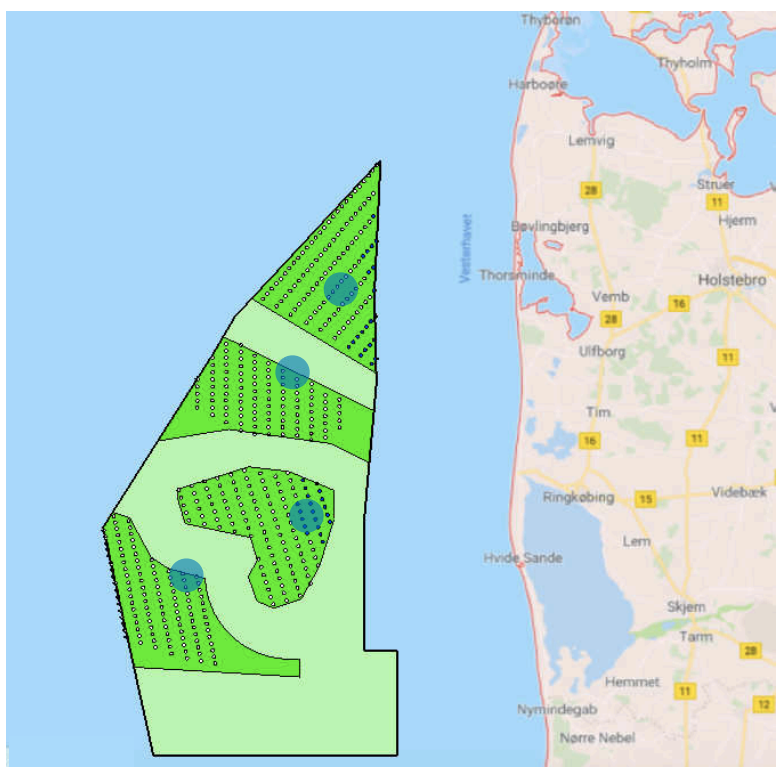 Thyborøn
Thyholm
Harboøre
Lemvig
28
Struer
11
Hjerm
Bøvlingbjerg
Vesterhavet
Thorsminde
Holstebro
Vemb
16
28
Ulfborg
11
Tim
16
11
Ringkøbing
15
Videbæk
Lem
Hvide Sande
Skjern
Tarm
28
Hemmet
11
12
Nymindegab
Nørre Nebel